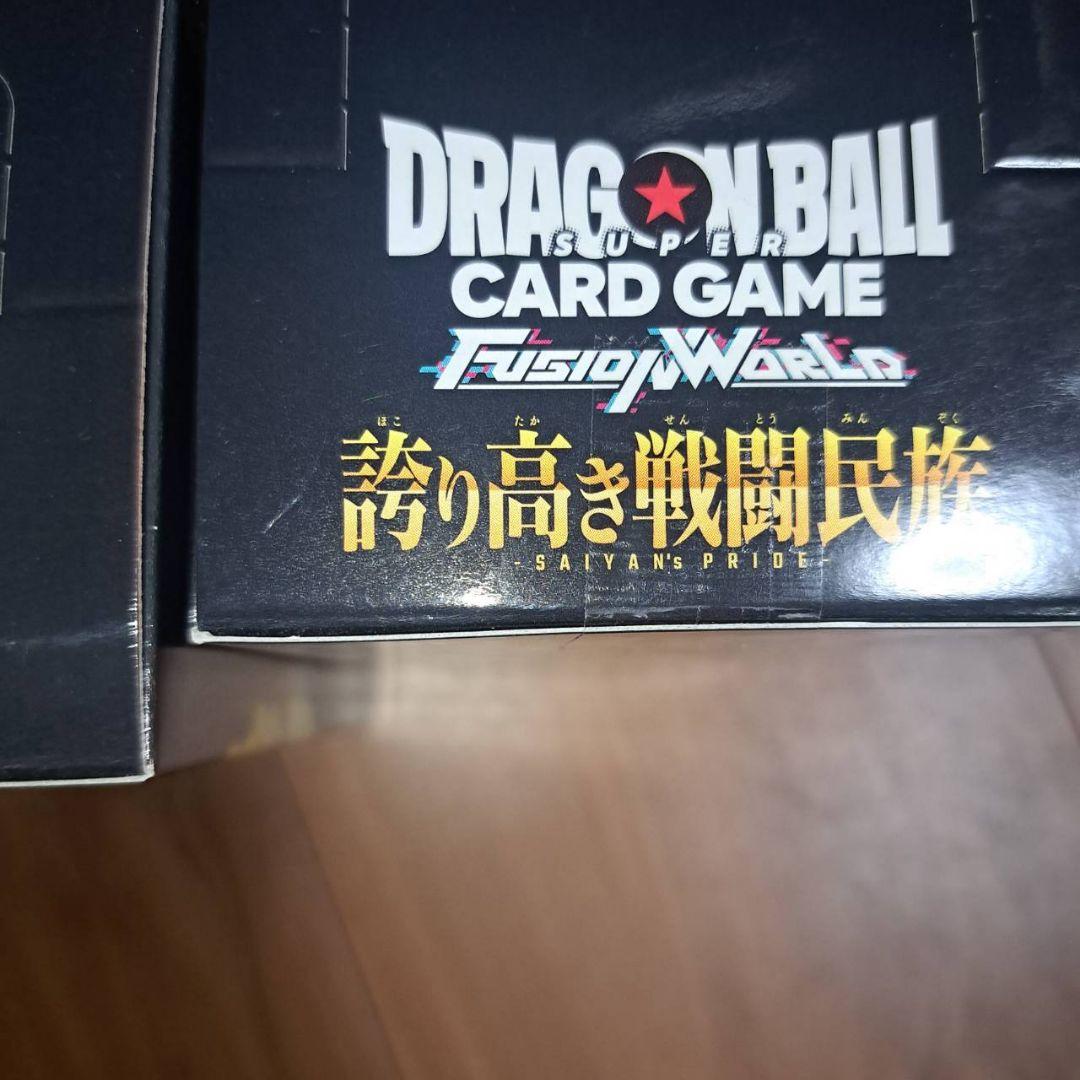 DRAGON BALL
SUPER
CARD GAME
FUSION WORLD
ほこ たか せん とう みん ぞく
誇り高き戦闘民族
- SAIYAN's PRIDE -